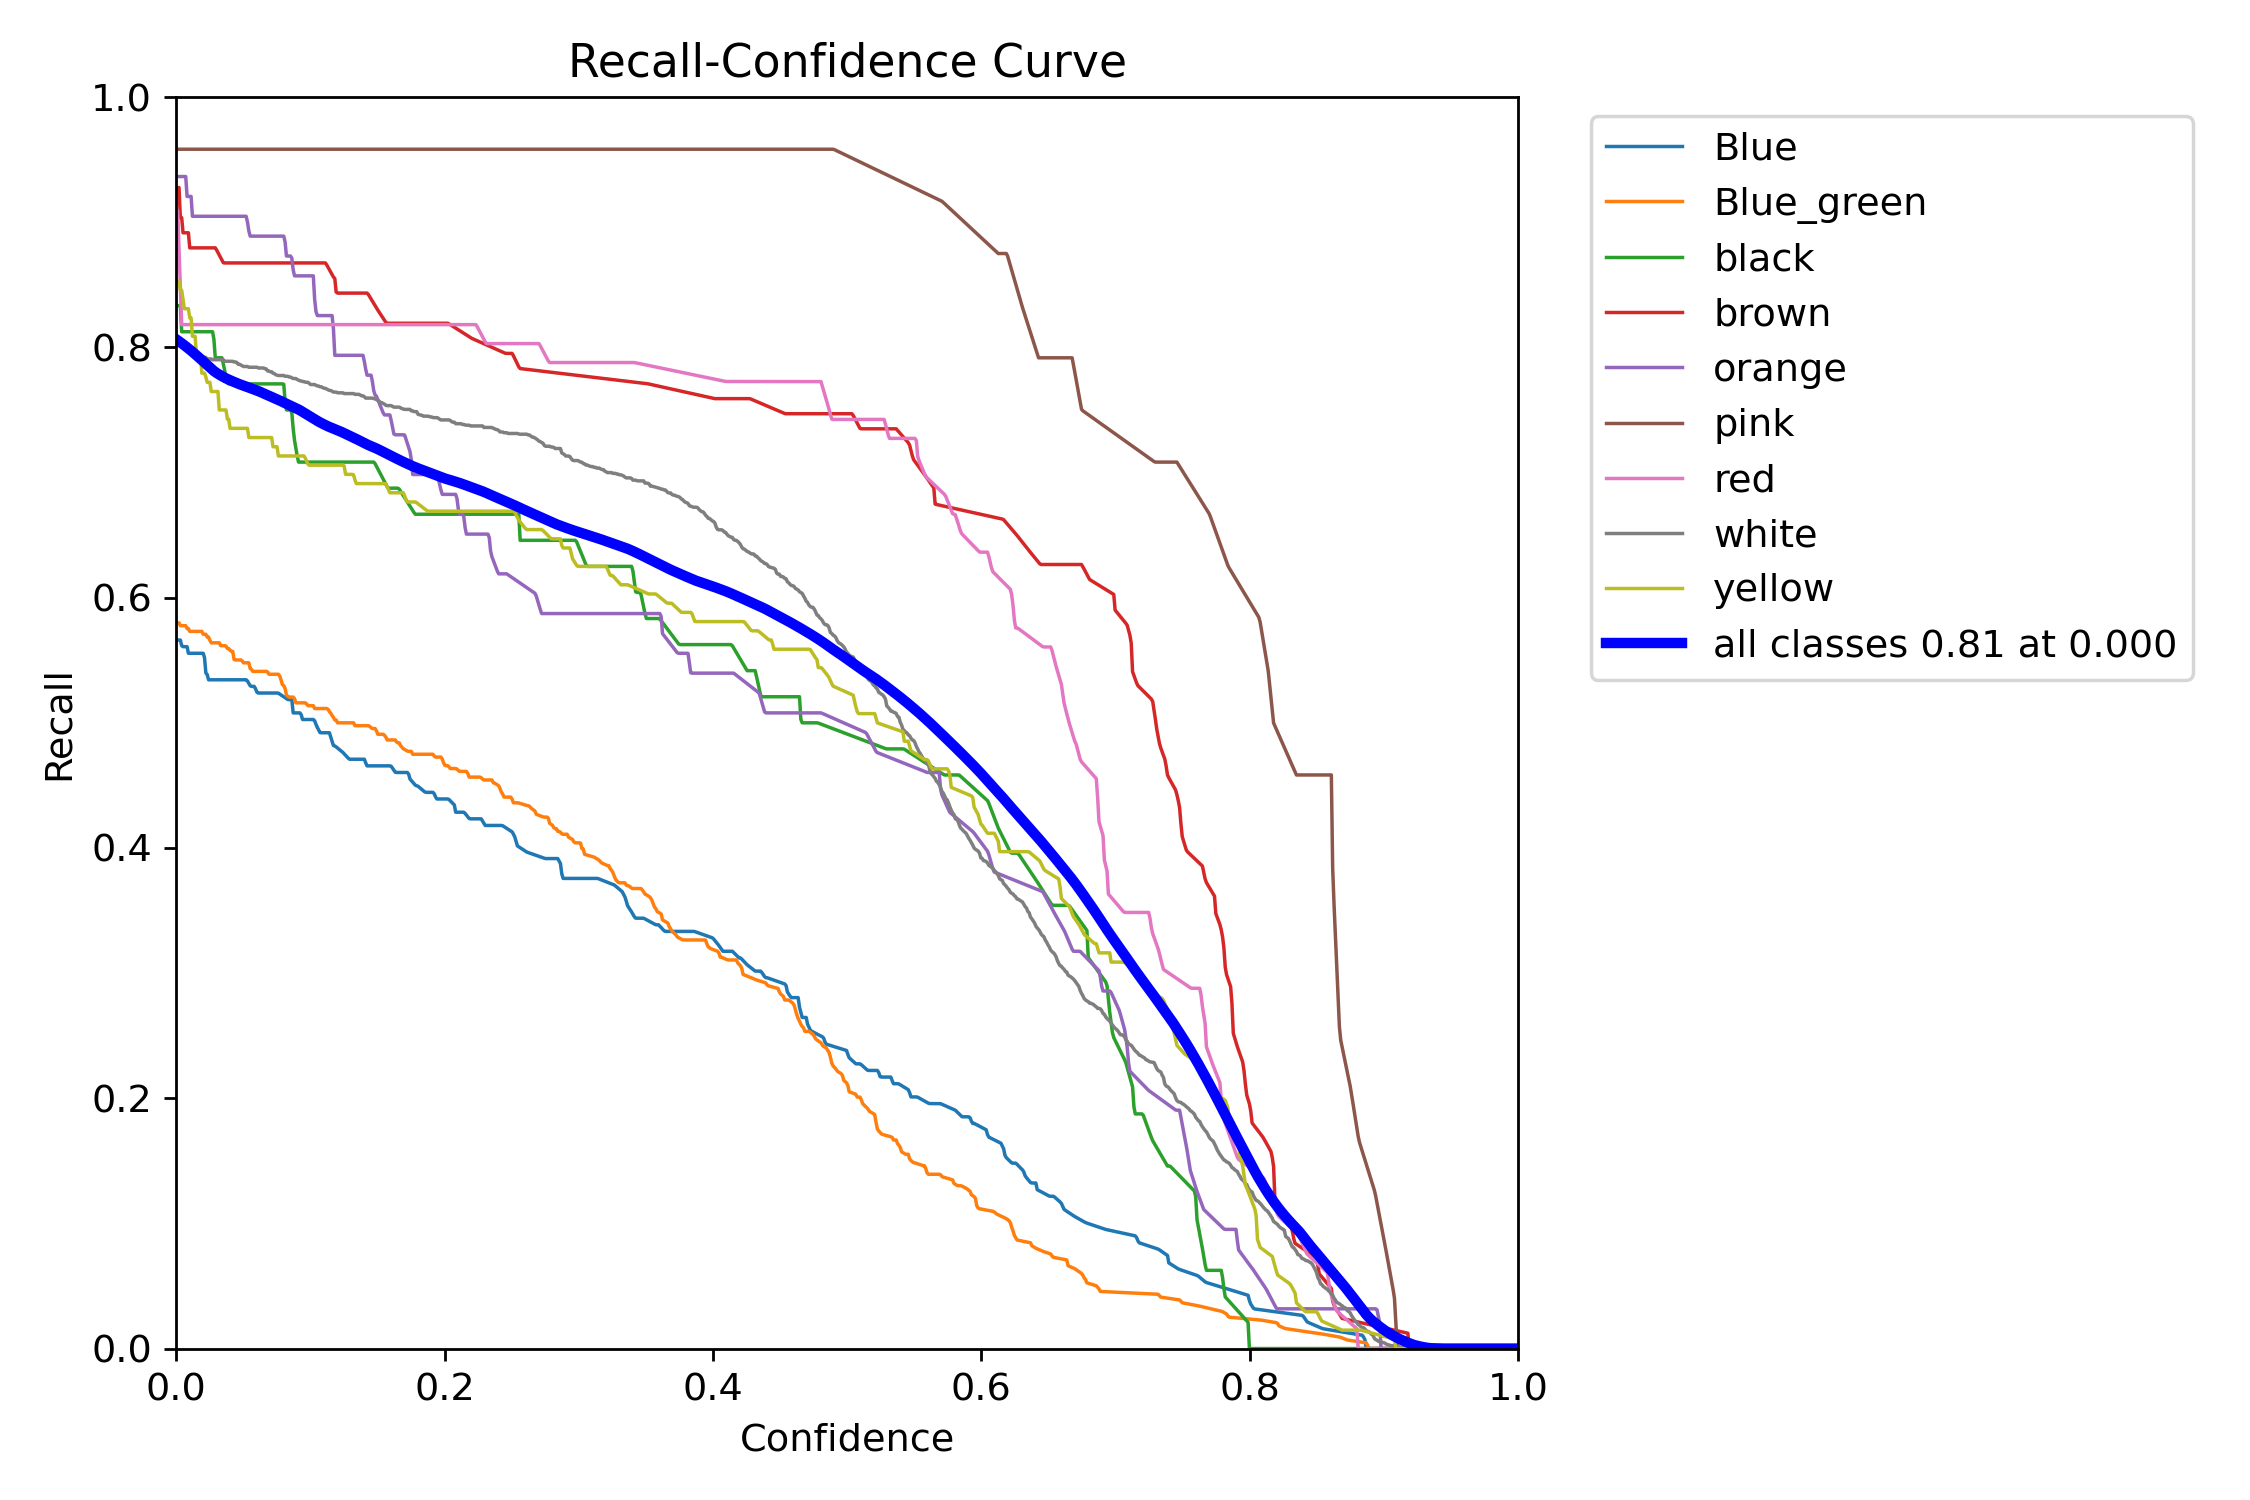 Recall-Confidence Curve
1.0
0.8
0.6
0.4
0.2
0.0
Recall
0.0 0.2 0.4 0.6 0.8 1.0
Confidence
Blue
Blue_green
black
brown
orange
pink
red
white
yellow
all classes 0.81 at 0.000